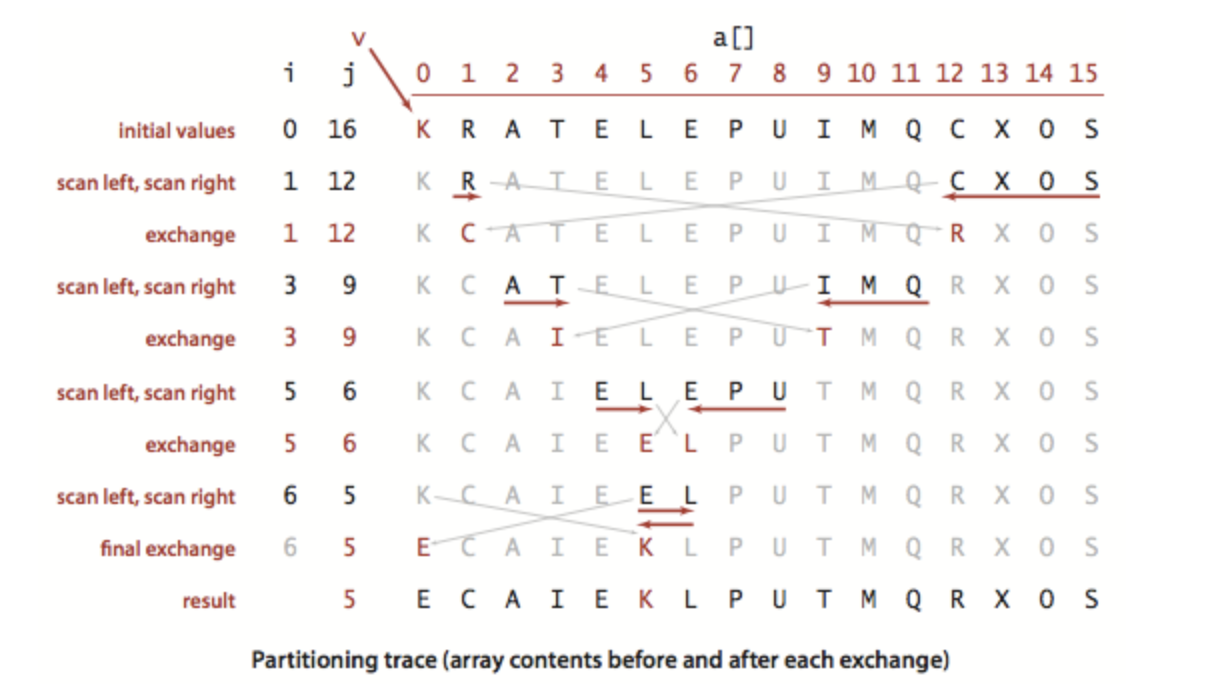 v a[]
i j 0 1 2 3 4 5 6 7 8 9 10 11 12 13 14 15
initial values 0 16 K R A T E L E P U I M Q C X O S
scan left, scan right 1 12 K R A T E L E P U I M Q C X O S
exchange 1 12 K C A T E L E P U I M Q R X O S
scan left, scan right 3 9 K C A T E L E P U I M Q R X O S
exchange 3 9 K C A I E L E P U T M Q R X O S
scan left, scan right 5 6 K C A I E L E P U T M Q R X O S
exchange 5 6 K C A I E E L P U T M Q R X O S
scan left, scan right 6 5 K C A I E E L P U T M Q R X O S
final exchange 6 5 E C A I E K L P U T M Q R X O S
result 5 E C A I E K L P U T M Q R X O S
Partitioning trace (array contents before and after each exchange)